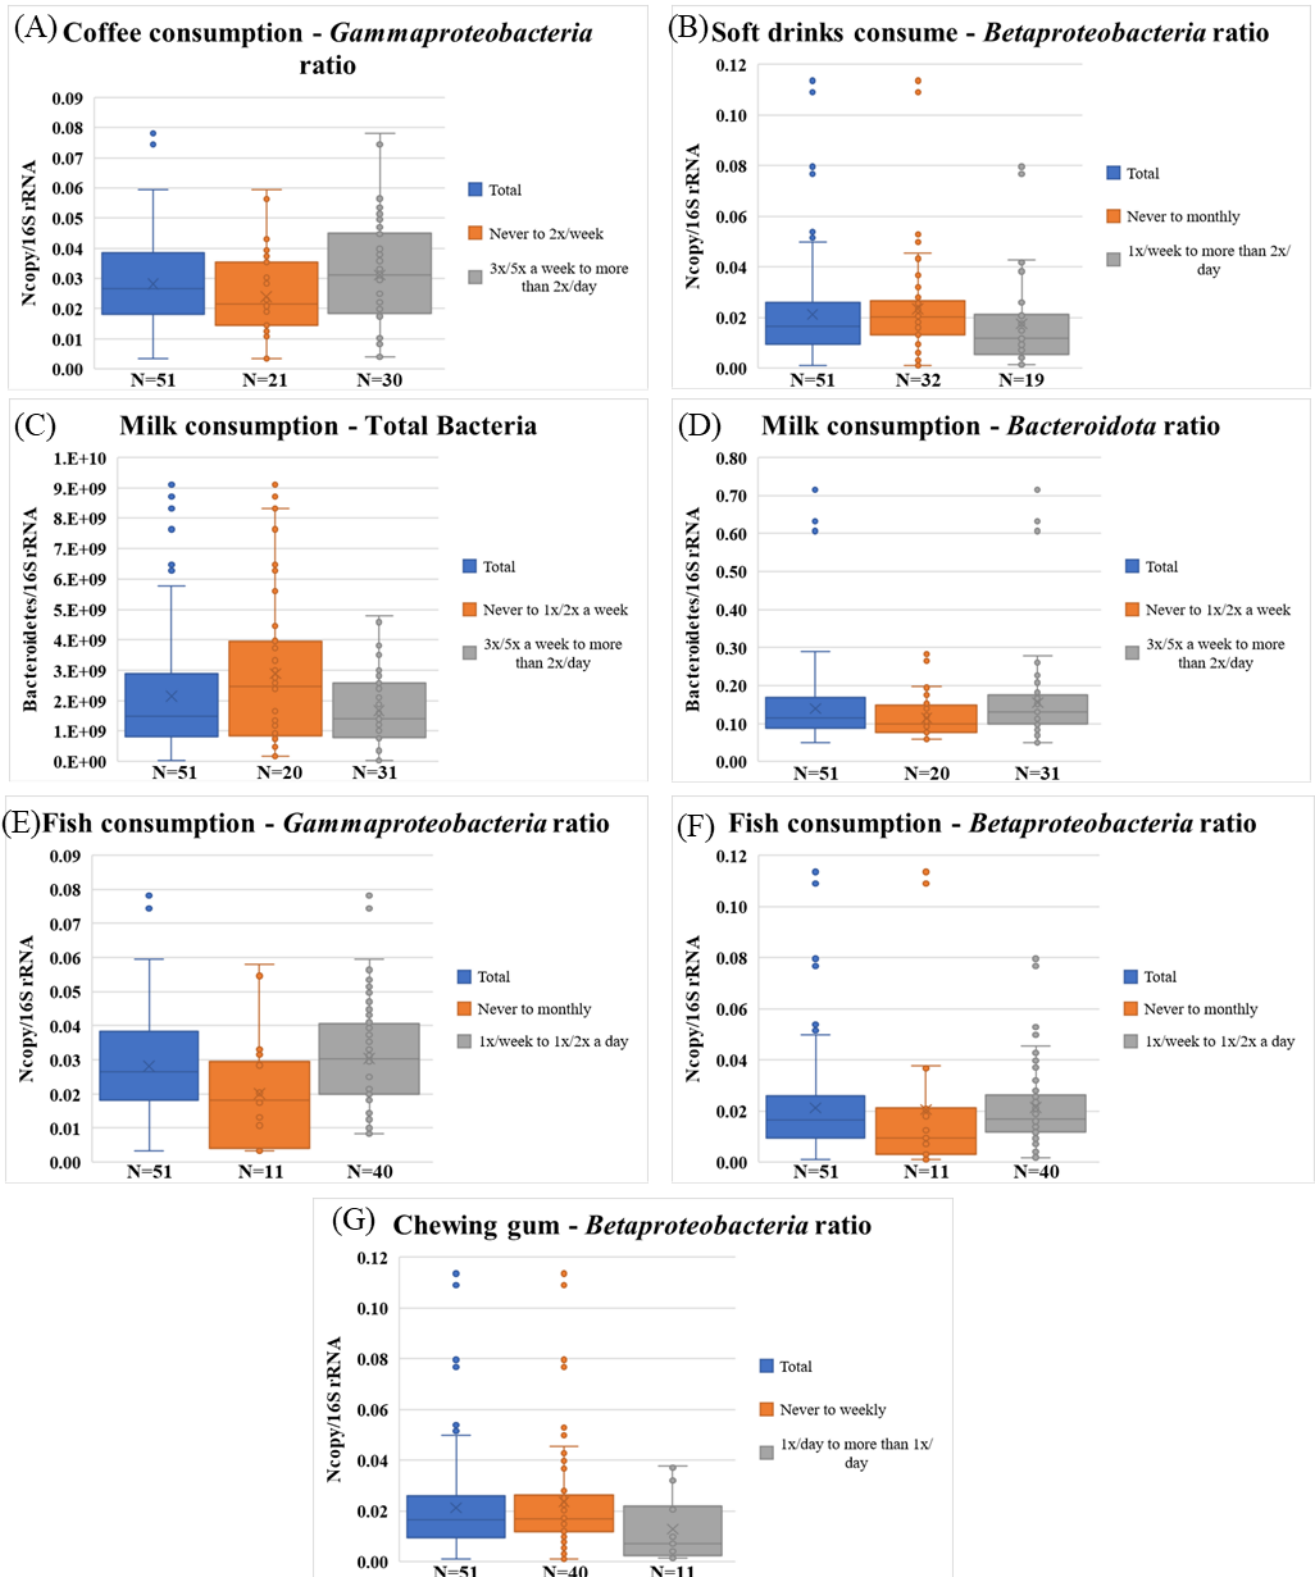 (A) Coffee consumption - Gammaproteobacteria
ratio
Ncopy/16S rRNA
0.09
0.08
0.07
0.06
0.05
0.04
0.03
0.02
0.01
0.00
N=51 N=21 N=30
Total
Never to 2x/week
3x/5x a week to more
than 2x/day
(B) Soft drinks consume - Betaproteobacteria ratio
Ncopy/16S rRNA
0.12
0.10
0.08
0.06
0.04
0.02
0.00
N=51 N=32 N=19
Total
Never to monthly
1x/week to more than 2x/
day
(C) Milk consumption - Total Bacteria
Bacteroidetes/16S rRNA
1.E+10
9.E+09
8.E+09
7.E+09
6.E+09
5.E+09
4.E+09
3.E+09
2.E+09
1.E+09
0.E+00
N=51 N=20 N=31
Total
Never to 1x/2x a week
3x/5x a week to more
than 2x/day
(D) Milk consumption - Bacteroidota ratio
Bacteroidetes/16S rRNA
0.80
0.70
0.60
0.50
0.40
0.30
0.20
0.10
0.00
N=51 N=20 N=31
Total
Never to 1x/2x a week
3x/5x a week to more
than 2x/day
(E) Fish consumption - Gammaproteobacteria ratio
Ncopy/16S rRNA
0.09
0.08
0.07
0.06
0.05
0.04
0.03
0.02
0.01
0.00
N=51 N=11 N=40
Total
Never to monthly
1x/week to 1x/2x a day
(F) Fish consumption - Betaproteobacteria ratio
Ncopy/16S rRNA
0.12
0.10
0.08
0.06
0.04
0.02
0.00
N=51 N=11 N=40
Total
Never to monthly
1x/week to 1x/2x a day
(G) Chewing gum - Betaproteobacteria ratio
Ncopy/16S rRNA
0.12
0.10
0.08
0.06
0.04
0.02
0.00
N=51 N=40 N=11
Total
Never to weekly
1x/day to more than 1x/
day